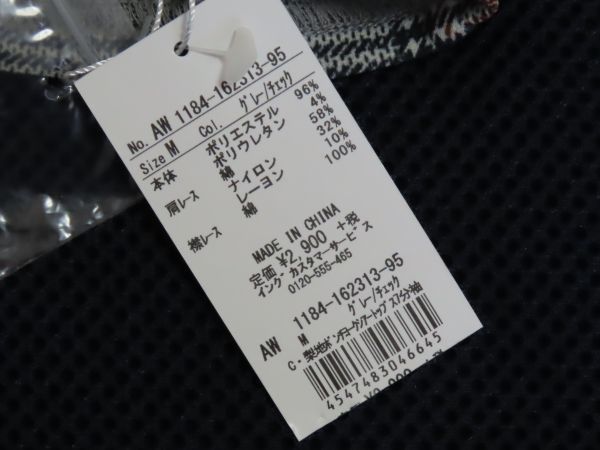 No. AW 1184-162313-95
Size M Col. グレー/チェック
本体 ポリエステル 96%
ポリウレタン 4%
肩レース 綿 58%
ナイロン 32%
レーヨン 10%
裾レース 綿 100%
MADE IN CHINA
定価 ¥2,900 +税
イング カスタマーサービス
0120-555-465
AW 1184-162313-95
M グレー/チェック
4547483046645